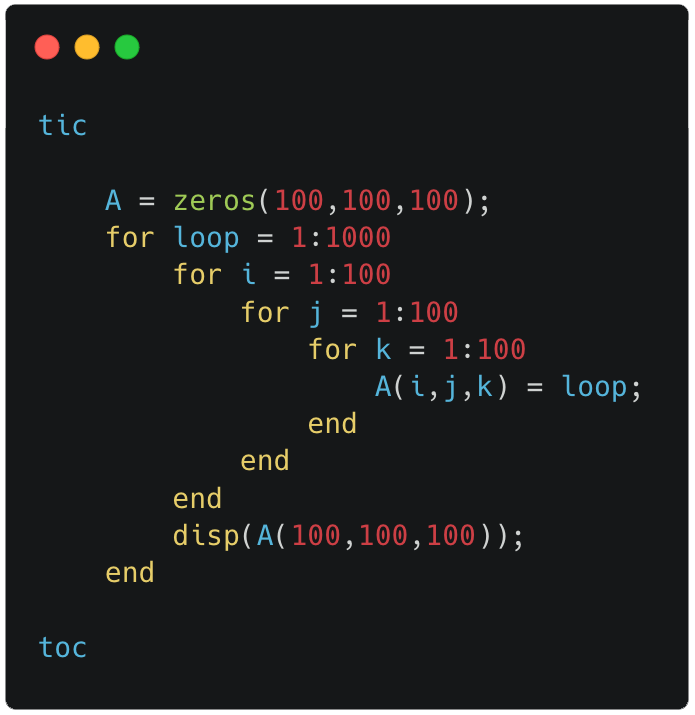 tic
    A = zeros(100,100,100);
    for loop = 1:1000
        for i = 1:100
            for j = 1:100
                for k = 1:100
                    A(i,j,k) = loop;
                end
            end
        end
        disp(A(100,100,100));
    end
toc